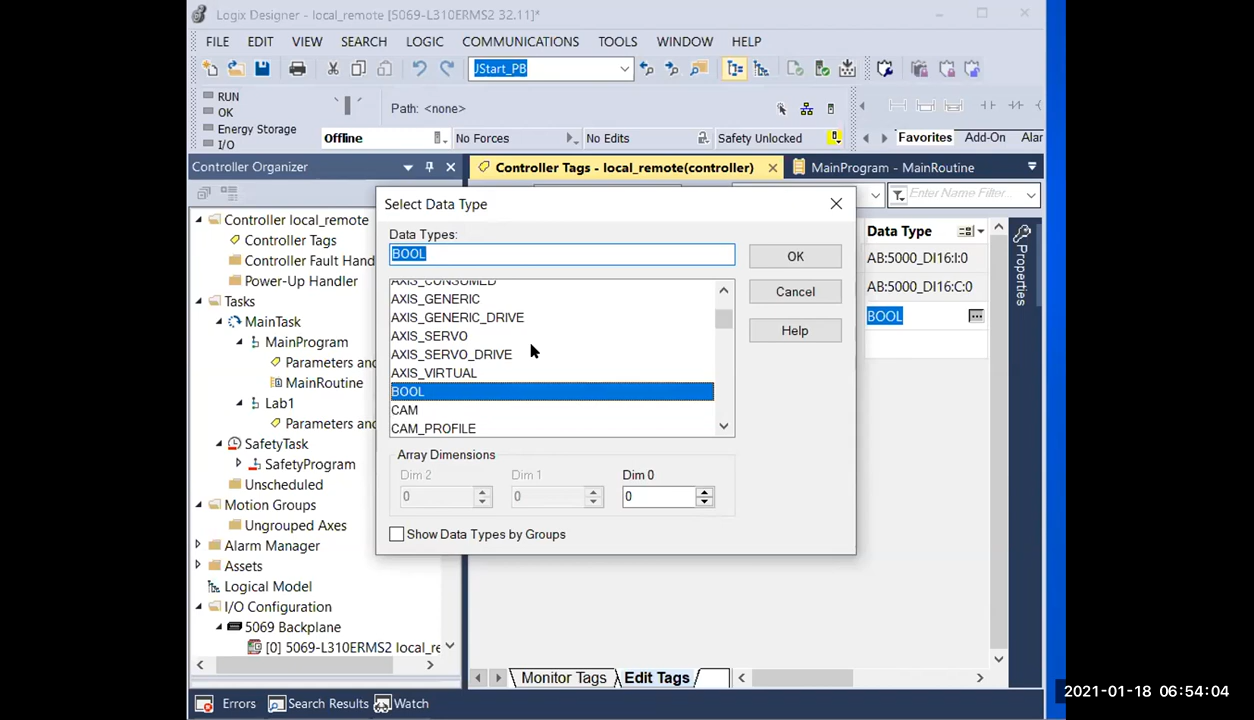 Logix Designer - local_remote [5069-L310ERMS2 32.11]*
FILE EDIT VIEW SEARCH LOGIC COMMUNICATIONS TOOLS WINDOW HELP
JStart_PB
RUN
OK
Energy Storage
I/O
Path: <none>
Offline No Forces No Edits Safety Unlocked
Favorites Add-On Alar
Controller Organizer
Controller Tags - local_remote(controller)
MainProgram - MainRoutine
Enter Name Filter...
Controller local_remote
Controller Tags
Controller Fault Hand
Power-Up Handler
Tasks
MainTask
MainProgram
Parameters and
MainRoutine
Lab1
Parameters and
SafetyTask
SafetyProgram
Unscheduled
Motion Groups
Ungrouped Axes
Alarm Manager
Assets
Logical Model
I/O Configuration
5069 Backplane
[0] 5069-L310ERMS2 local_re
Select Data Type
Data Types:
BOOL
OK
Cancel
Help
AXIS_CONSUMED
AXIS_GENERIC
AXIS_GENERIC_DRIVE
AXIS_SERVO
AXIS_SERVO_DRIVE
AXIS_VIRTUAL
BOOL
CAM
CAM_PROFILE
Array Dimensions
Dim 2 Dim 1 Dim 0
0 0 0
Show Data Types by Groups
Data Type
AB:5000_DI16:I:0
AB:5000_DI16:C:0
BOOL
...
Properties
Monitor Tags Edit Tags
Errors Search Results Watch
2021-01-18 06:54:04